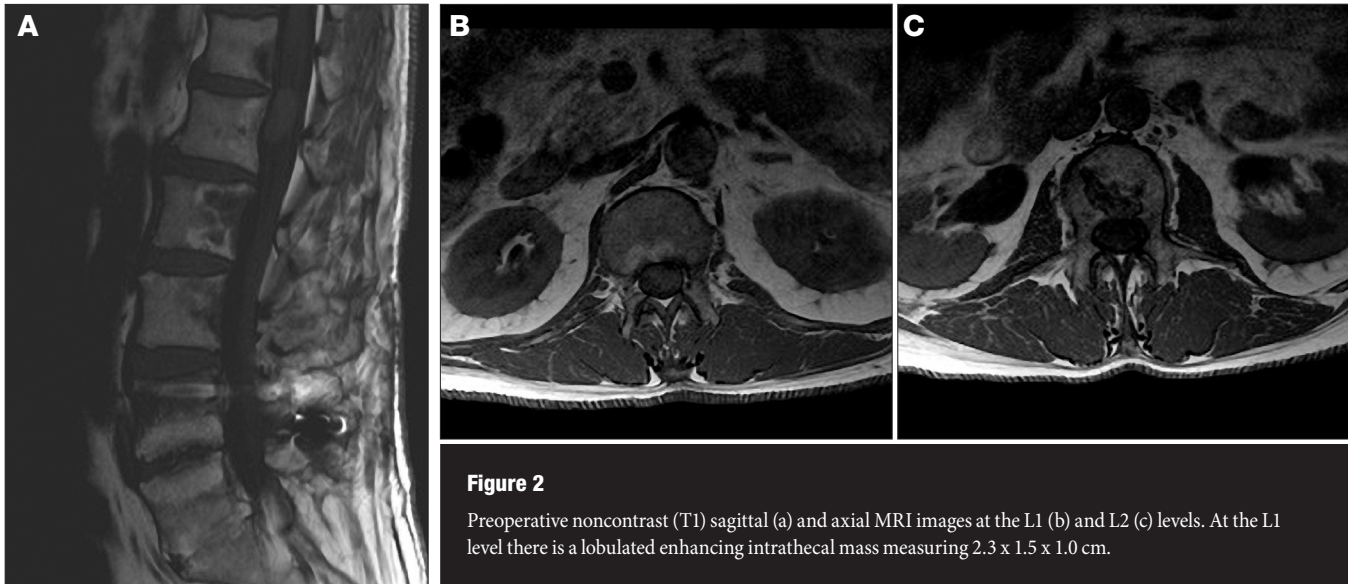 A
B
C
Figure 2
Preoperative noncontrast (T1) sagittal (a) and axial MRI images at the L1 (b) and L2 (c) levels. At the L1
level there is a lobulated enhancing intrathecal mass measuring 2.3 x 1.5 x 1.0 cm.